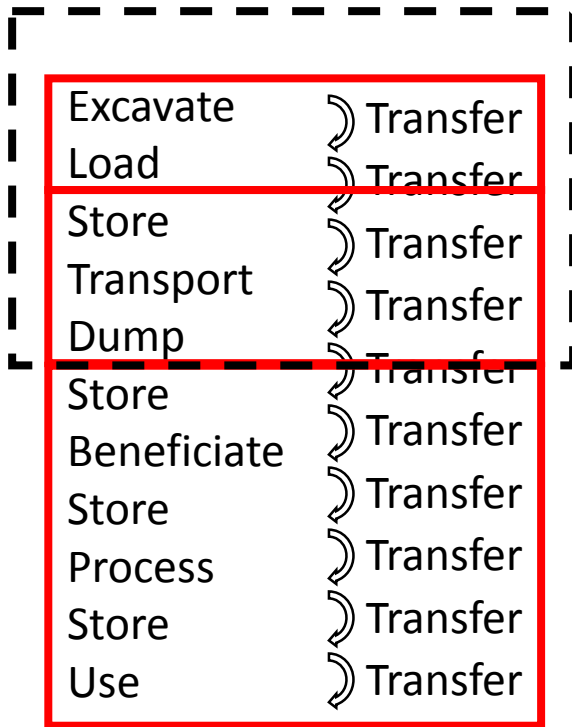 Excavate
Load
Store
Transport
Dump
Store
Beneficiate
Store
Process
Store
Use
Transfer
Transfer
Transfer
Transfer
Transfer
Transfer
Transfer
Transfer
Transfer
Transfer